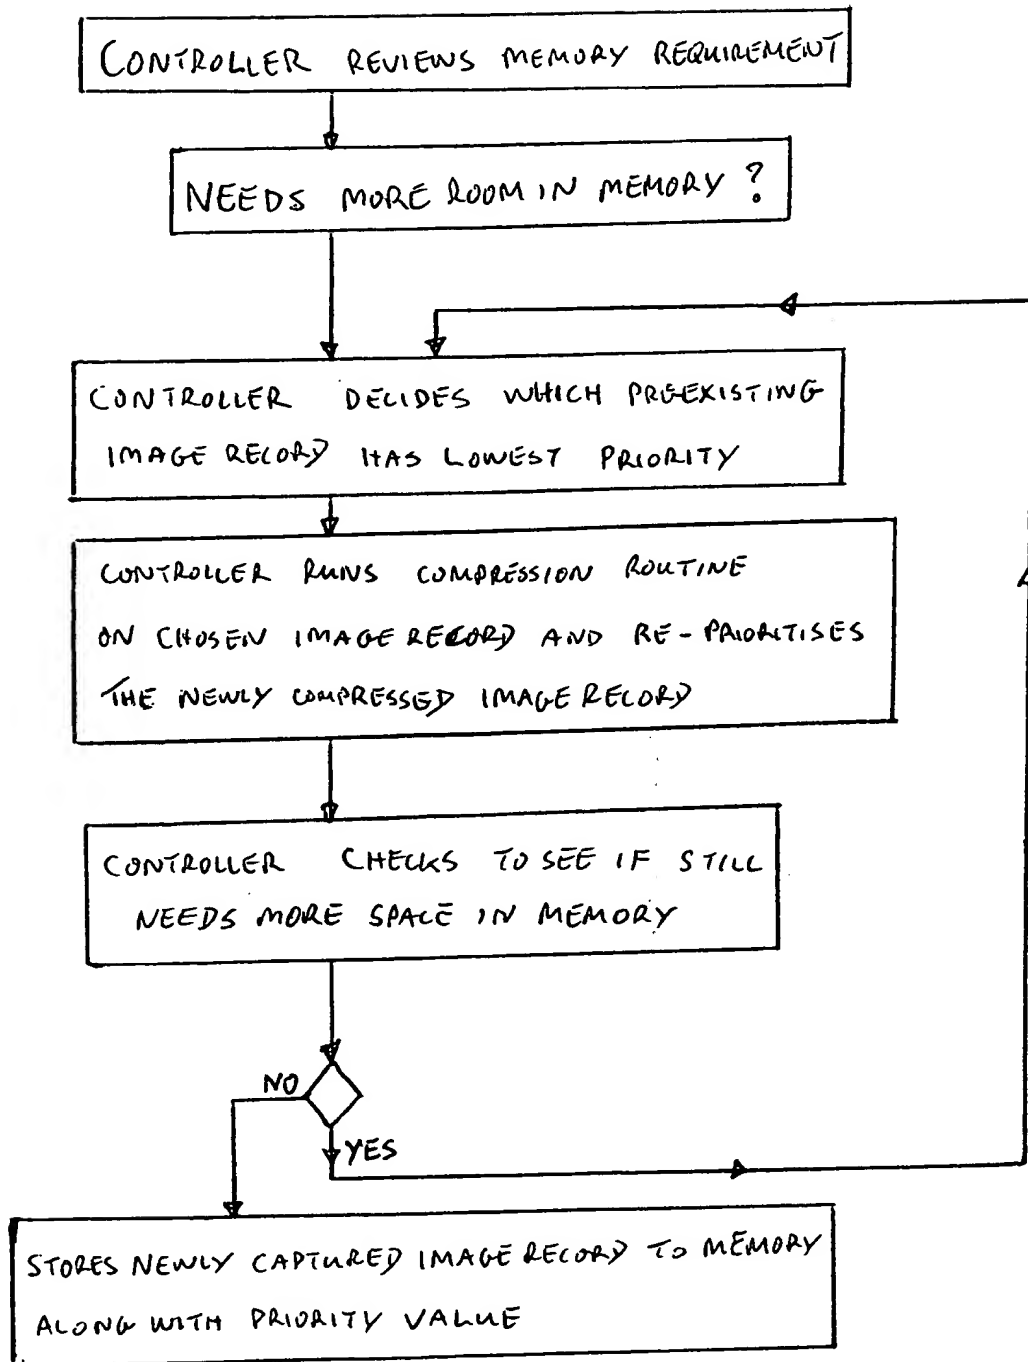 CONTROLLER REVIEWS MEMORY REQUIREMENT
NEEDS MORE ROOM IN MEMORY ?
CONTROLLER DECIDES WHICH PREEXISTING
IMAGE RECORD HAS LOWEST PRIORITY
CONTROLLER RUNS COMPRESSION ROUTINE
ON CHOSEN IMAGE RECORD AND RE-PRIORITISES
THE NEWLY COMPRESSED IMAGE RECORD
CONTROLLER CHECKS TO SEE IF STILL
NEEDS MORE SPACE IN MEMORY
NO
YES
STORES NEWLY CAPTURED IMAGE RECORD TO MEMORY
ALONG WITH PRIORITY VALUE